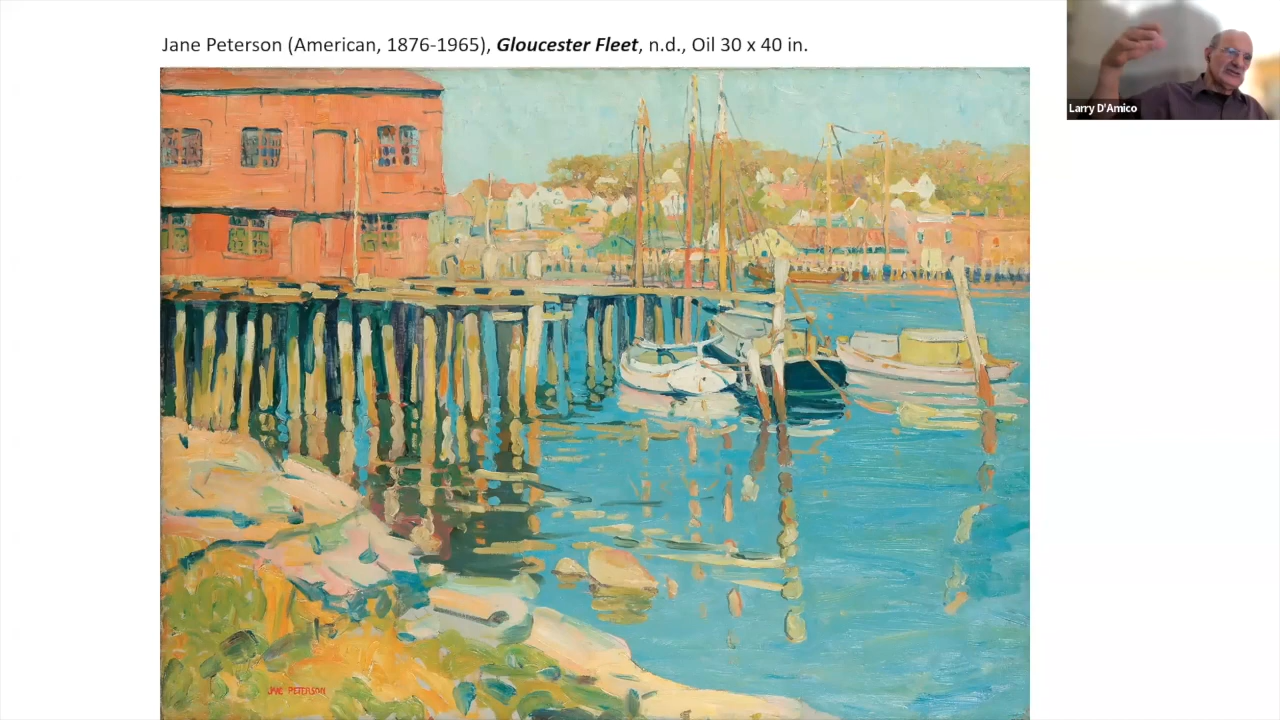 Jane Peterson (American, 1876-1965), Gloucester Fleet, n.d., Oil 30 x 40 in.
Larry D'Amico
JANE PETERSON